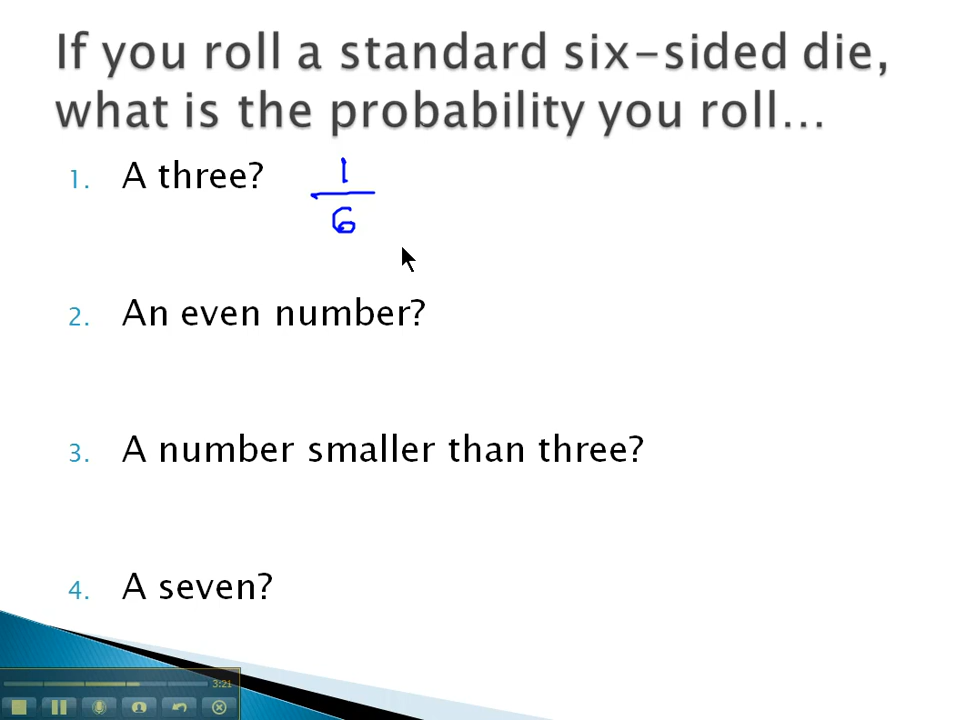 If you roll a standard six-sided die,
what is the probability you roll...
1. A three? 1/6
2. An even number?
3. A number smaller than three?
4. A seven?
3:21